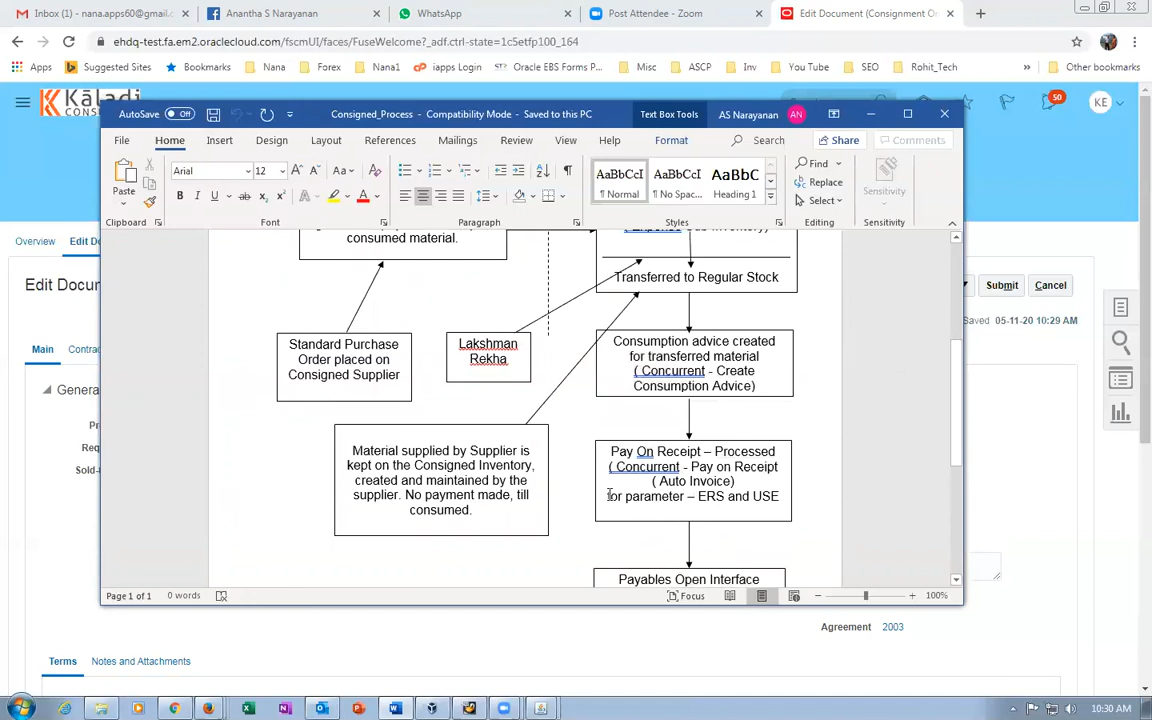 Inbox (1) - nana.apps60@gmail.c
Anantha S Narayanan
WhatsApp
Post Attendee - Zoom
Edit Document (Consignment Or
ehdq-test.fa.em2.oraclecloud.com/fscmUI/faces/FuseWelcome?_adf.ctrl-state=1c5etfp100_164
Apps
Suggested Sites
Bookmarks
Nana
Forex
Nana1
iapps Login
Oracle EBS Forms P...
Misc
ASCP
Inv
You Tube
SEO
Rohit_Tech
Other bookmarks
50
KE
AutoSave
Off
Consigned_Process - Compatibility Mode - Saved to this PC
Text Box Tools
AS Narayanan
AN
File
Home
Insert
Design
Layout
References
Mailings
Review
View
Help
Format
Search
Share
Comments
Paste
Arial
12
AaBbCcI
¶ Normal
AaBbCcI
¶ No Spac...
AaBbC
Heading 1
Find
Replace
Select
Sensitivity
Clipboard
Font
Paragraph
Styles
Editing
Sensitivity
Overview
Edit Do
Edit Docum
Submit
Cancel
Saved 05-11-20 10:29 AM
Main
Contrac
Genera
Pr
Req
Sold-t
consumed material.
Transferred to Regular Stock
Standard Purchase
Order placed on
Consigned Supplier
Lakshman
Rekha
Consumption advice created
for transferred material
( Concurrent - Create
Consumption Advice)
Material supplied by Supplier is
kept on the Consigned Inventory,
created and maintained by the
supplier. No payment made, till
consumed.
Pay On Receipt – Processed
( Concurrent - Pay on Receipt
( Auto Invoice)
for parameter – ERS and USE
Payables Open Interface
Page 1 of 1
0 words
Focus
100%
Agreement 2003
Terms
Notes and Attachments
10:30 AM